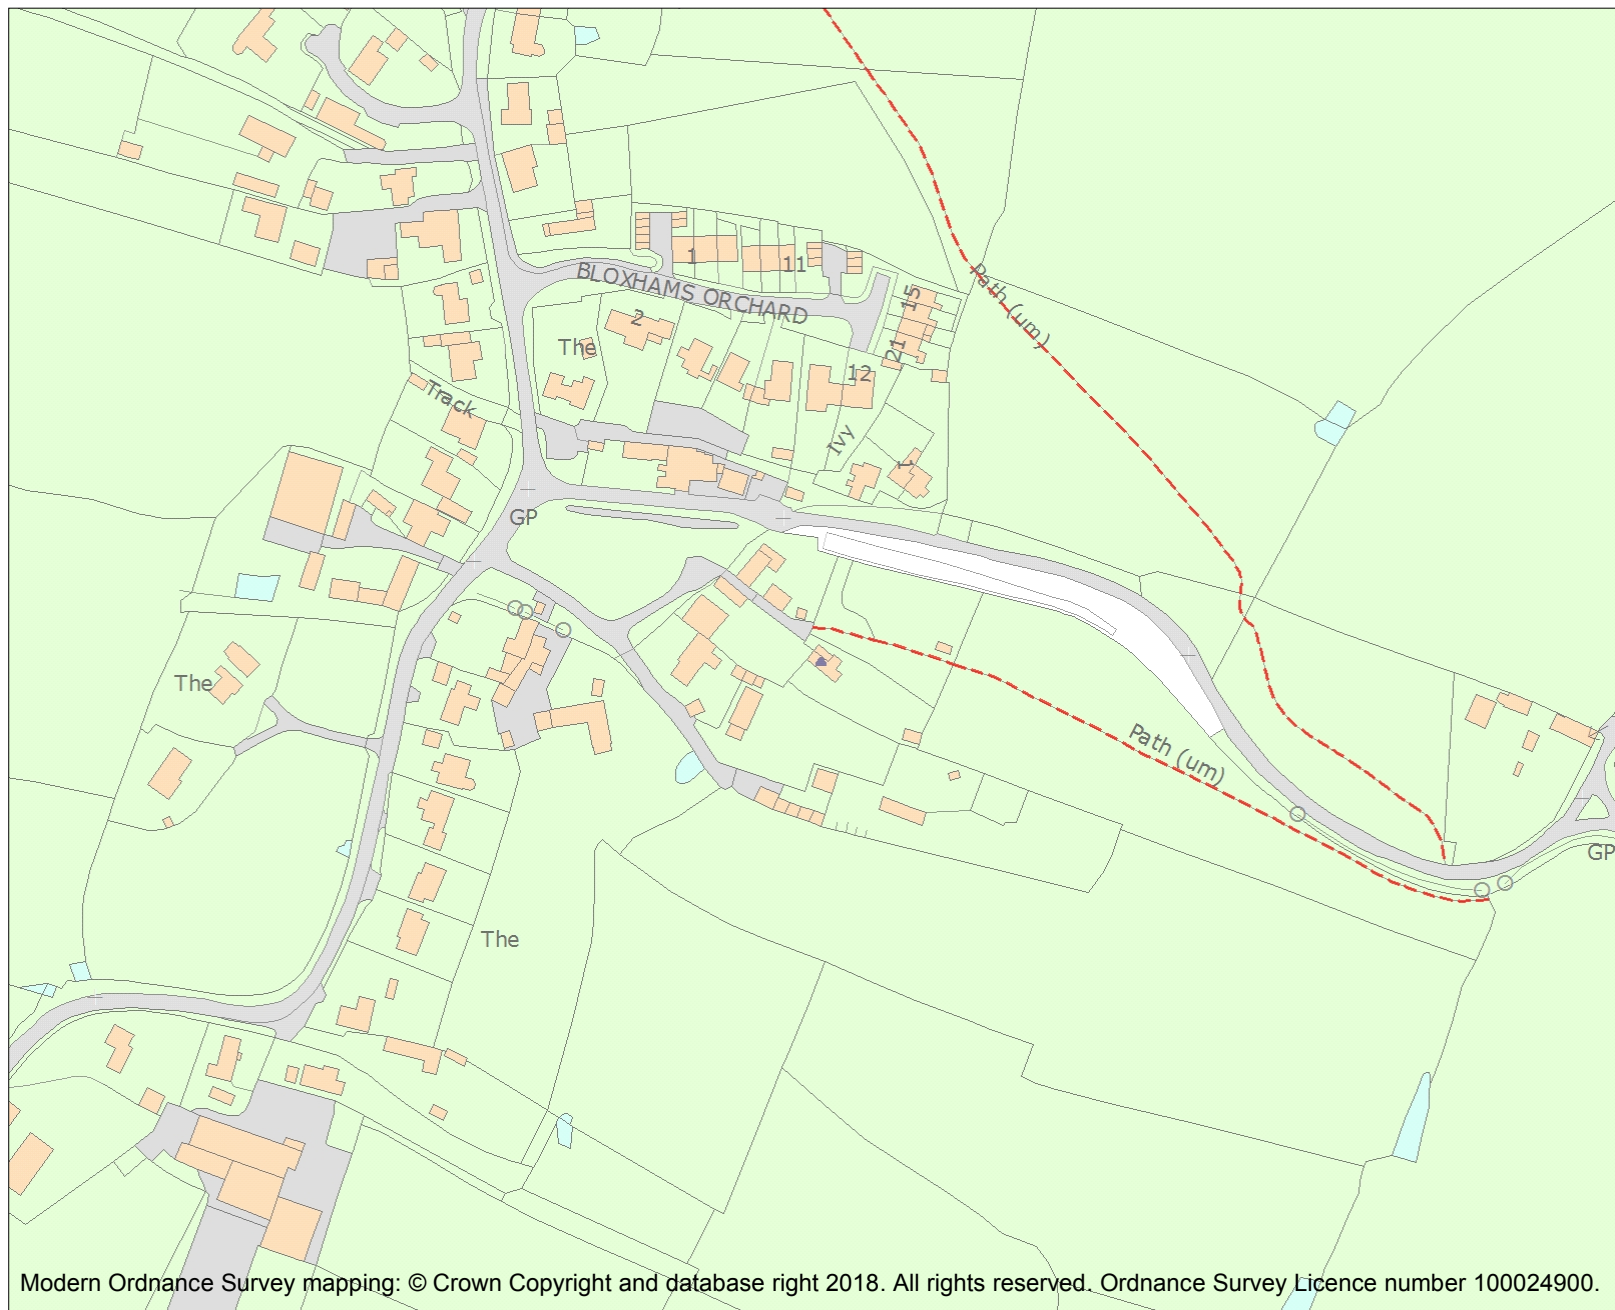 Path (um)
1
11
BLOXHAMS ORCHARD
15
2
The
21
12
Track
Ivy
1
GP
The
Path (um)
GP
The
Modern Ordnance Survey mapping: © Crown Copyright and database right 2018. All rights reserved. Ordnance Survey Licence number 100024900.